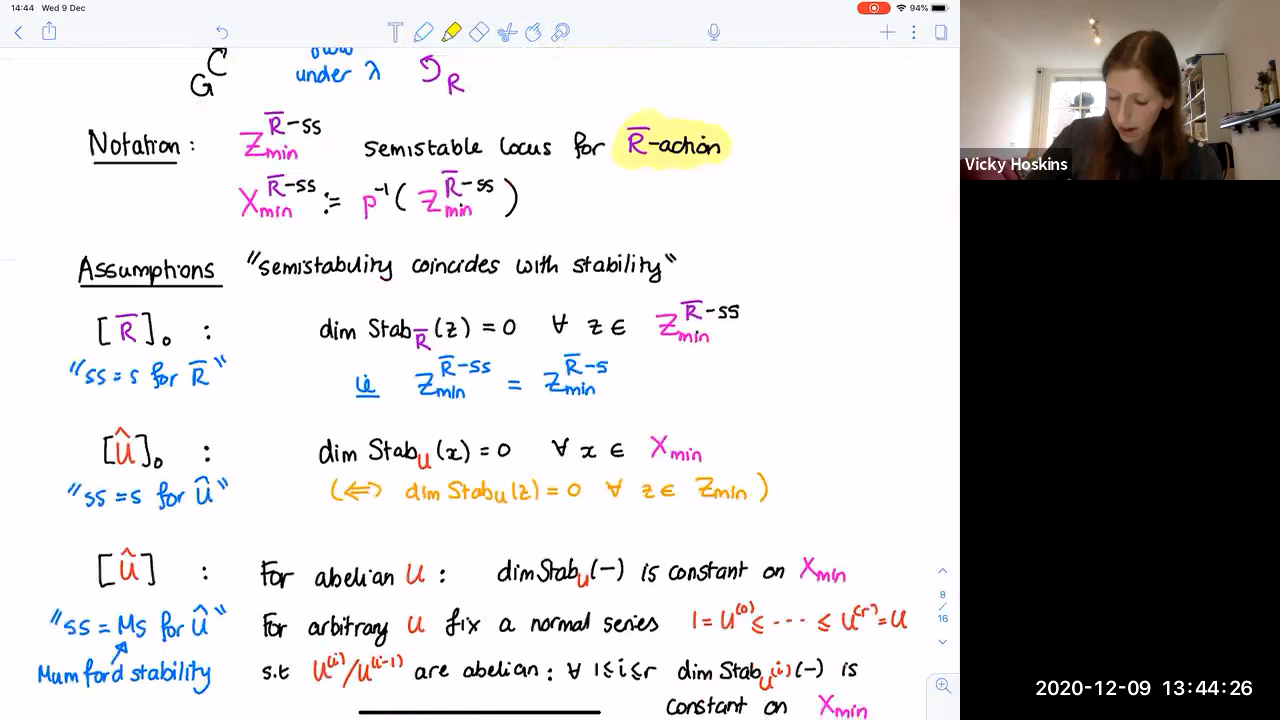 14:44 Wed 9 Dec
94%
flow
under λ
G
R
Notation : Z_min^{R̅-ss} semistable locus for R̅-action
X_min^{R̅-ss} := p⁻¹( Z_min^{R̅-ss} )
Assumptions "semistability coincides with stability"
[R̅]₀ : dim Stab_R̅(z) = 0 ∀ z ∈ Z_min^{R̅-ss}
"ss = s for R̅" ie Z_min^{R̅-ss} = Z_min^{R̅-s}
[Û]₀ : dim Stab_U(x) = 0 ∀ x ∈ X_min
"ss = s for Û" (⟺ dim Stab_U(z) = 0 ∀ z ∈ Z_min)
[Û] : For abelian U : dim Stab_U(-) is constant on X_min
"ss = Ms for Û" For arbitrary U fix a normal series 1 = U^(0) ≤ ··· ≤ U^(r) = U
Mumford stability s.t U^(i)/U^(i-1) are abelian : ∀ 1≤i≤r dim Stab_{U^(i)}(-) is
constant on X_min
8
/
16
Vicky Hoskins
2020-12-09 13:44:26